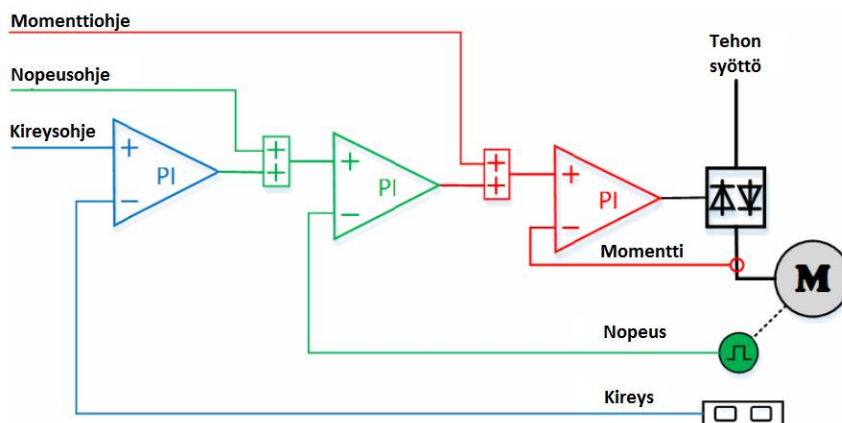 Momenttiohje
Tehon
syöttö
Nopeusohje
Kireysohje
+
+
+
+
+
+
+
PI
PI
PI
−
−
−
Momentti
M
Nopeus
Kireys